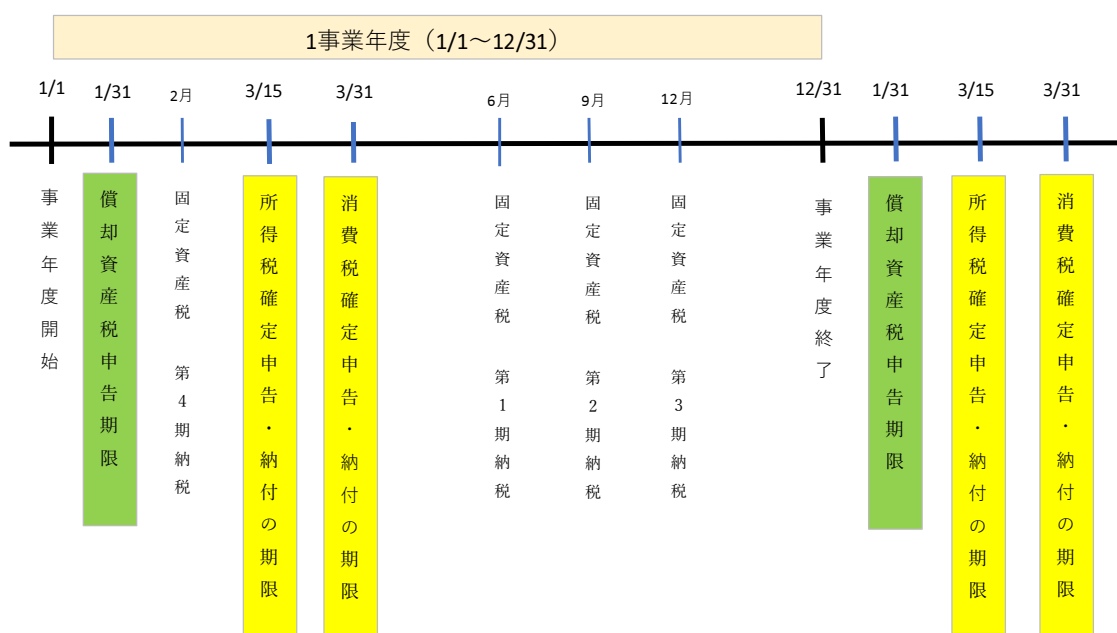 1事業年度（1/1～12/31）
1/1
1/31
2月
3/15
3/31
6月
9月
12月
12/31
1/31
3/15
3/31
事業年度開始
償却資産税申告期限
固定資産税 第4期納税
所得税確定申告・納付の期限
消費税確定申告・納付の期限
固定資産税 第1期納税
固定資産税 第2期納税
固定資産税 第3期納税
事業年度終了
償却資産税申告期限
所得税確定申告・納付の期限
消費税確定申告・納付の期限